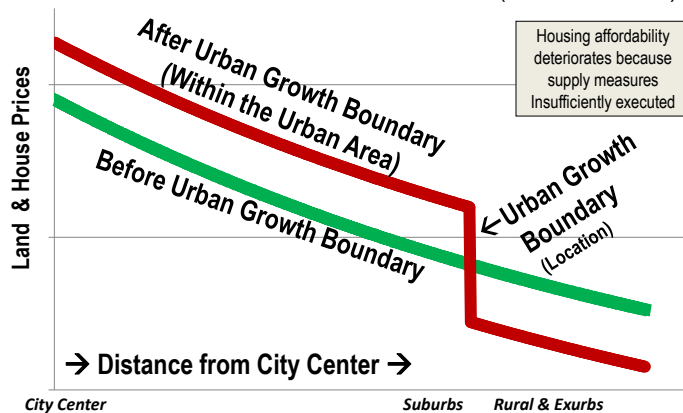 Housing affordability
deteriorates because
supply measures
Insufficiently executed
After Urban Growth Boundary
(Within the Urban Area)
Before Urban Growth Boundary
←Urban Growth
Boundary
(Location)
Land & House Prices
→ Distance from City Center →
City Center
Suburbs
Rural & Exurbs